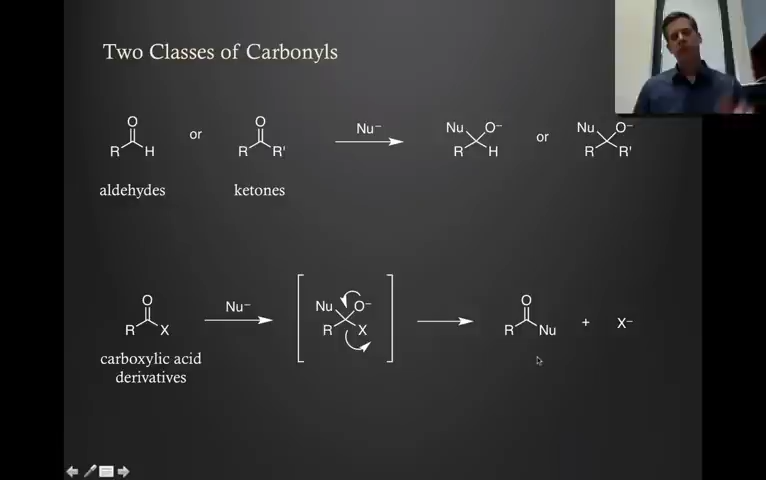 Two Classes of Carbonyls
O O Nu⁻ Nu O⁻ Nu O⁻
or or
R H R R' R H R R'
aldehydes ketones
O Nu⁻ Nu O⁻ O
R X R X R Nu + X⁻
carboxylic acid
derivatives